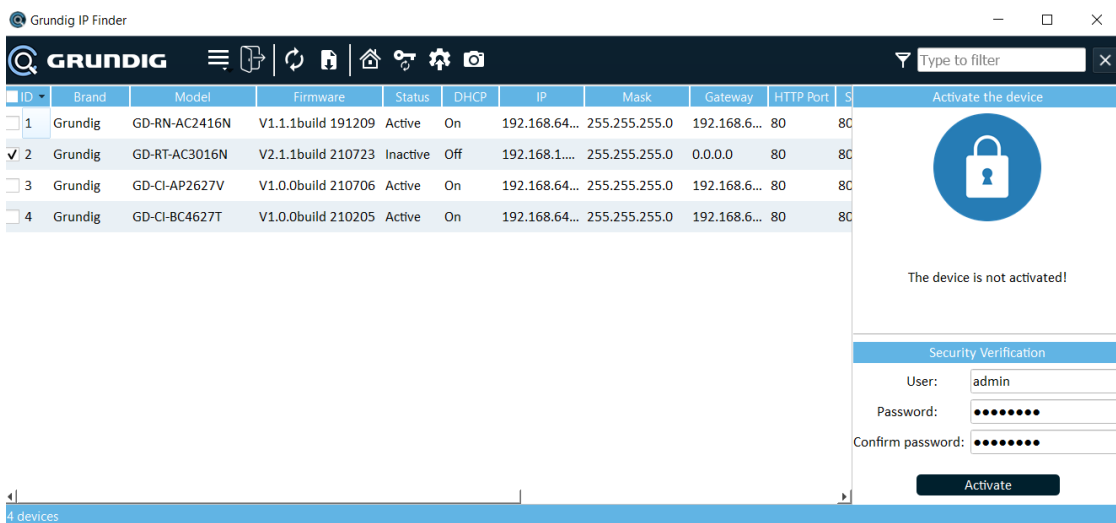 Grundig IP Finder
GRUNDIG
Type to filter
ID Brand Model Firmware Status DHCP IP Mask Gateway HTTP Port S
1 Grundig GD-RN-AC2416N V1.1.1build 191209 Active On 192.168.64... 255.255.255.0 192.168.6... 80 80
2 Grundig GD-RT-AC3016N V2.1.1build 210723 Inactive Off 192.168.1.... 255.255.255.0 0.0.0.0 80 80
3 Grundig GD-CI-AP2627V V1.0.0build 210706 Active On 192.168.64... 255.255.255.0 192.168.6... 80 80
4 Grundig GD-CI-BC4627T V1.0.0build 210205 Active On 192.168.64... 255.255.255.0 192.168.6... 80 80
Activate the device
The device is not activated!
Security Verification
User: admin
Password: ●●●●●●●●
Confirm password: ●●●●●●●●
Activate
4 devices